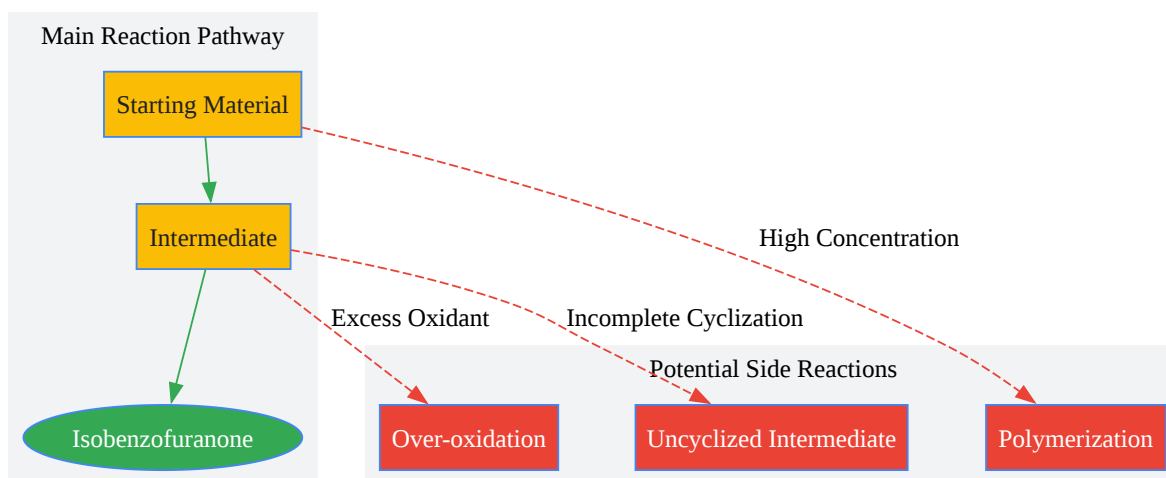 Main Reaction Pathway
Starting Material
Intermediate
High Concentration
Excess Oxidant
Incomplete Cyclization
Potential Side Reactions
Isobenzofuranone
Over-oxidation
Uncyclized Intermediate
Polymerization